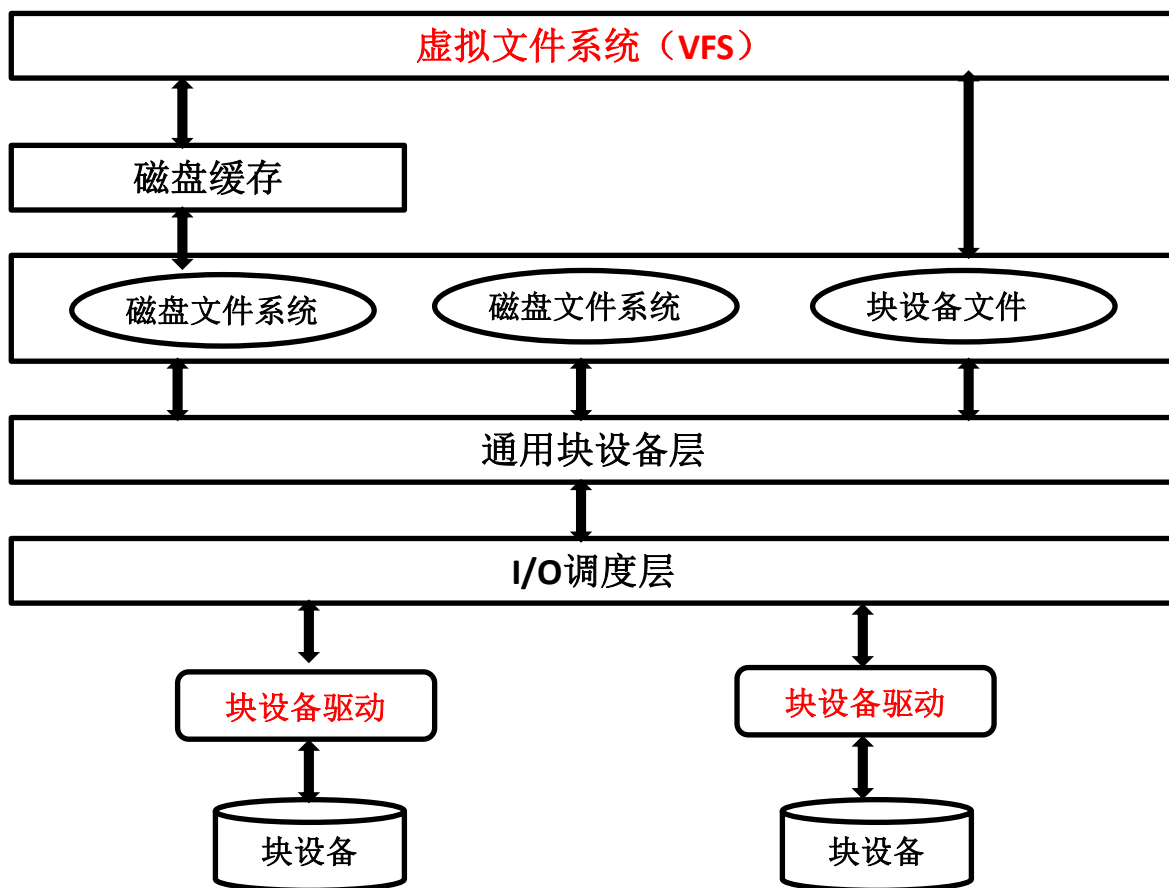 虚拟文件系统（VFS）
磁盘缓存
磁盘文件系统
磁盘文件系统
块设备文件
通用块设备层
I/O调度层
块设备驱动
块设备驱动
块设备
块设备